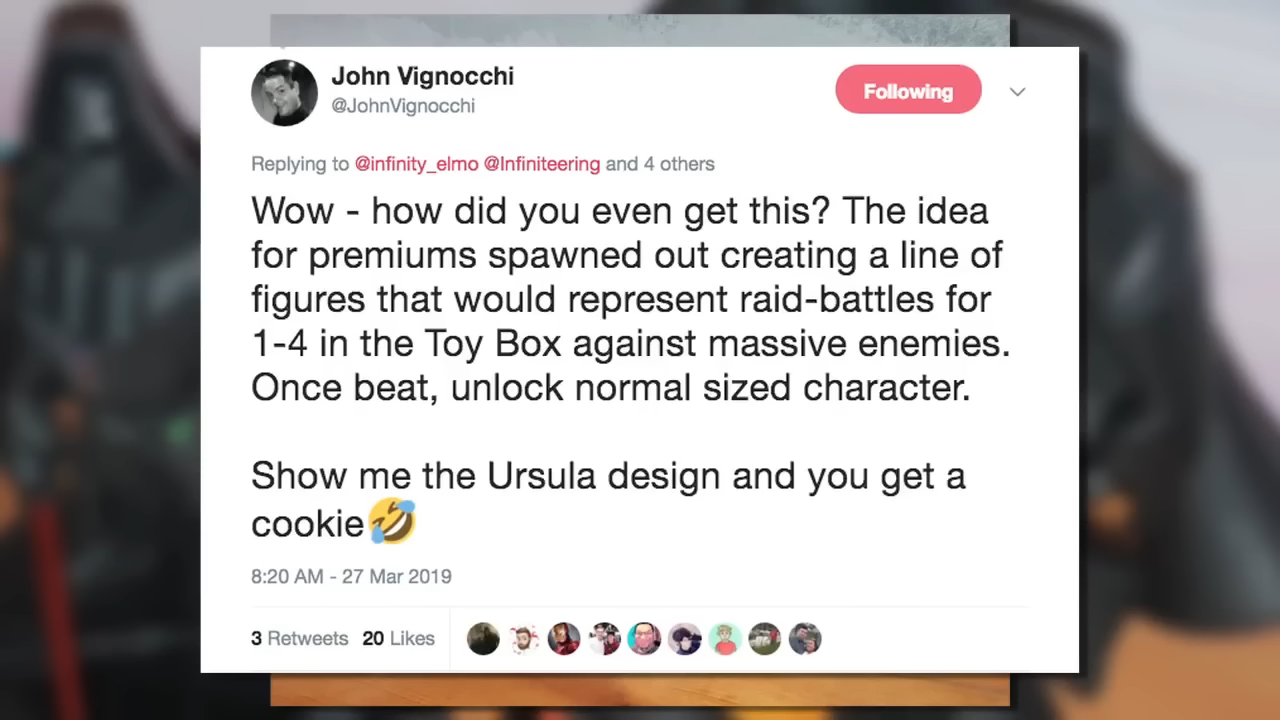 John Vignocchi
@JohnVignocchi
Following
Replying to @infinity_elmo @Infiniteering and 4 others
Wow - how did you even get this? The idea
for premiums spawned out creating a line of
figures that would represent raid-battles for
1-4 in the Toy Box against massive enemies.
Once beat, unlock normal sized character.
Show me the Ursula design and you get a
cookie🤣
8:20 AM - 27 Mar 2019
3 Retweets 20 Likes